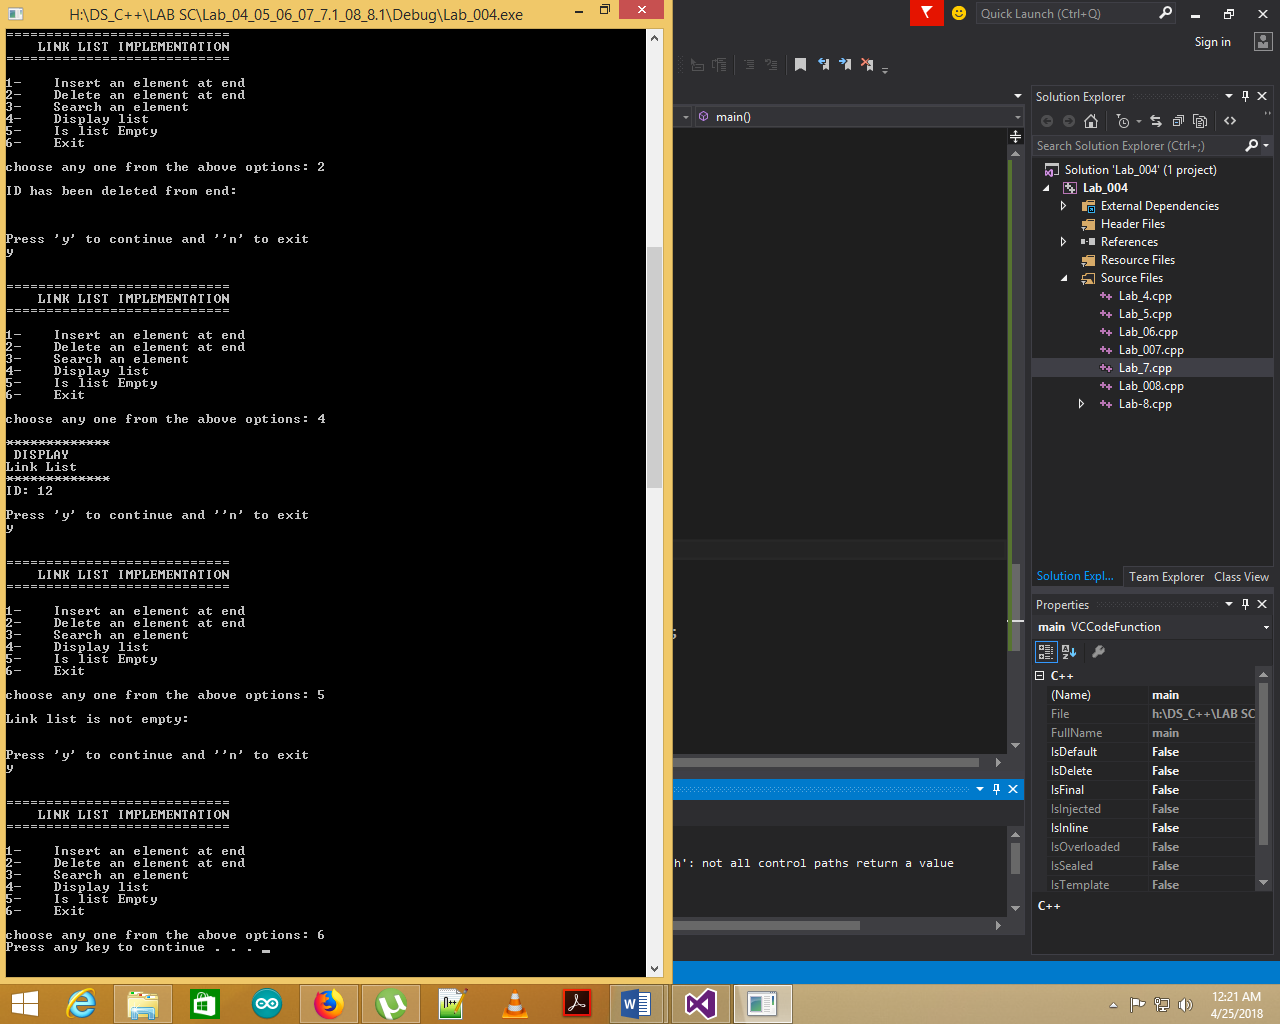 H:\DS_C++\LAB SC\Lab_04_05_06_07_7.1_08_8.1\Debug\Lab_004.exe
============================
LINK LIST IMPLEMENTATION
============================
1- Insert an element at end
2- Delete an element at end
3- Search an element
4- Display list
5- Is list Empty
6- Exit
choose any one from the above options: 2
ID has been deleted from end:
Press 'y' to continue and ''n' to exit
y
============================
LINK LIST IMPLEMENTATION
============================
1- Insert an element at end
2- Delete an element at end
3- Search an element
4- Display list
5- Is list Empty
6- Exit
choose any one from the above options: 4
*************
DISPLAY
Link List
*************
ID: 12
Press 'y' to continue and ''n' to exit
y
============================
LINK LIST IMPLEMENTATION
============================
1- Insert an element at end
2- Delete an element at end
3- Search an element
4- Display list
5- Is list Empty
6- Exit
choose any one from the above options: 5
Link list is not empty:
Press 'y' to continue and ''n' to exit
y
============================
LINK LIST IMPLEMENTATION
============================
1- Insert an element at end
2- Delete an element at end
3- Search an element
4- Display list
5- Is list Empty
6- Exit
choose any one from the above options: 6
Press any key to continue . . .
Quick Launch (Ctrl+Q)
Sign in
main()
h': not all control paths return a value
Solution Explorer
Search Solution Explorer (Ctrl+;)
Solution 'Lab_004' (1 project)
Lab_004
External Dependencies
Header Files
References
Resource Files
Source Files
Lab_4.cpp
Lab_5.cpp
Lab_06.cpp
Lab_007.cpp
Lab_7.cpp
Lab_008.cpp
Lab-8.cpp
Solution Expl... Team Explorer Class View
Properties
main VCCodeFunction
C++
(Name) main
File h:\DS_C++\LAB SC
FullName main
IsDefault False
IsDelete False
IsFinal False
IsInjected False
IsInline False
IsOverloaded False
IsSealed False
IsTemplate False
C++
12:21 AM
4/25/2018